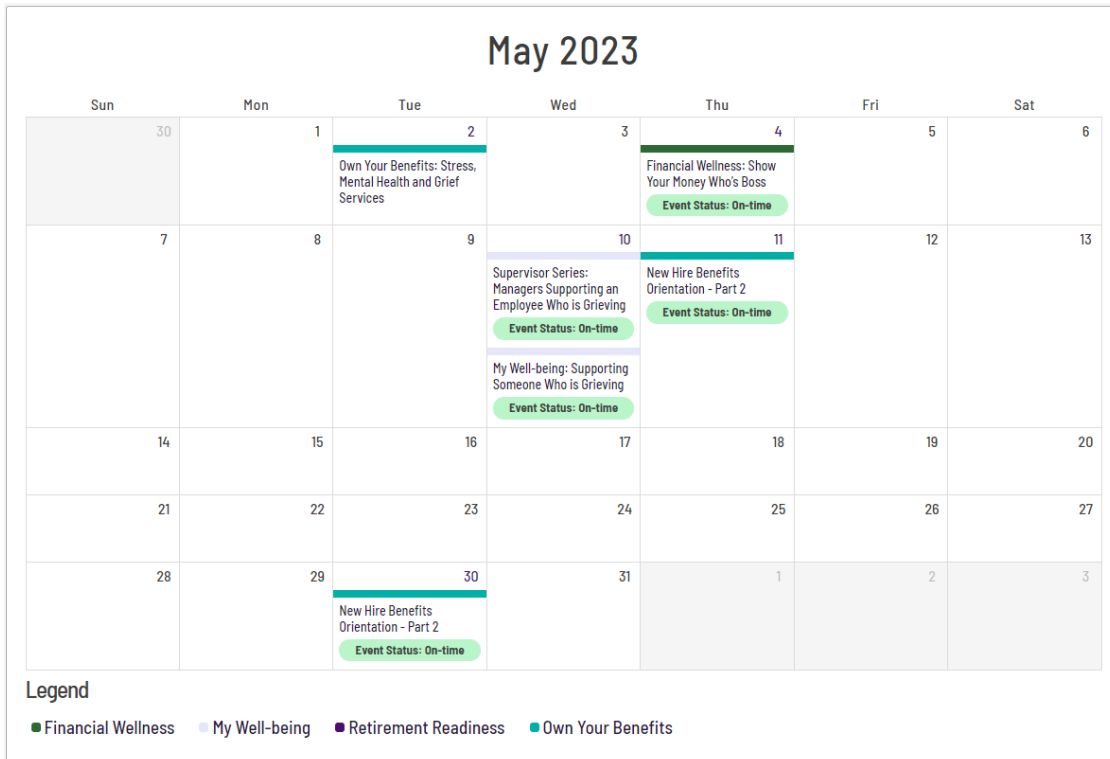 May 2023
Sun Mon Tue Wed Thu Fri Sat
30 1 2 3 4 5 6
Own Your Benefits: Stress,
Mental Health and Grief
Services
Financial Wellness: Show
Your Money Who's Boss
Event Status: On-time
7 8 9 10 11 12 13
Supervisor Series:
Managers Supporting an
Employee Who is Grieving
Event Status: On-time
My Well-being: Supporting
Someone Who is Grieving
Event Status: On-time
New Hire Benefits
Orientation - Part 2
Event Status: On-time
14 15 16 17 18 19 20
21 22 23 24 25 26 27
28 29 30 31 1 2 3
New Hire Benefits
Orientation - Part 2
Event Status: On-time
Legend
Financial Wellness My Well-being Retirement Readiness Own Your Benefits